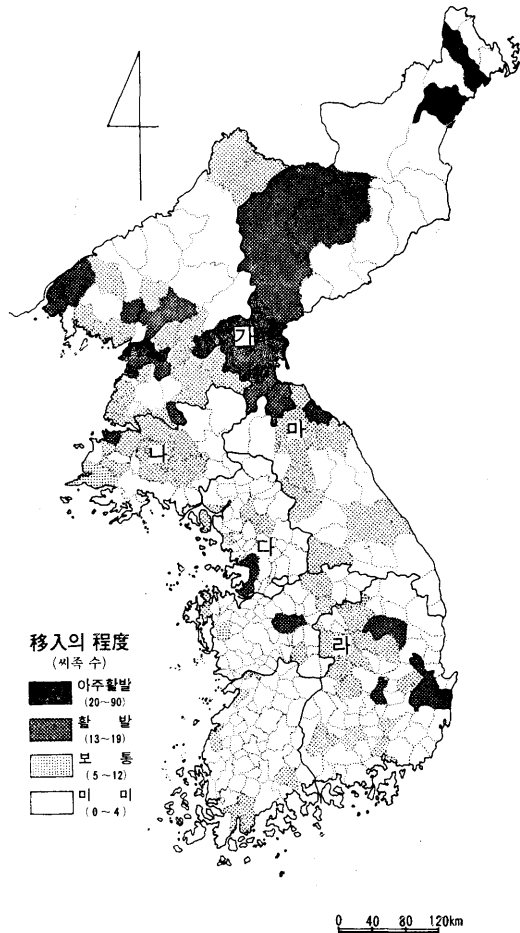 가
마
나
다
라
移入의 程度
(씨족 수)
아주활발
(20~90)
활 발
(13~19)
보 통
(5~12)
미 미
(0~4)
0 40 80 120km